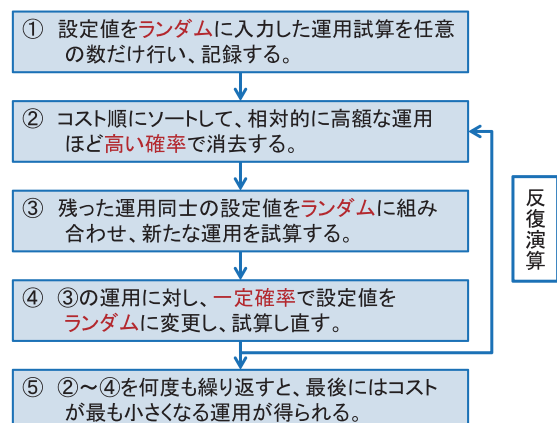 ① 設定値をランダムに入力した運用試算を任意
の数だけ行い、記録する。
② コスト順にソートして、相対的に高額な運用
ほど高い確率で消去する。
③ 残った運用同士の設定値をランダムに組み
合わせ、新たな運用を試算する。
④ ③の運用に対し、一定確率で設定値を
ランダムに変更し、試算し直す。
⑤ ②～④を何度も繰り返すと、最後にはコスト
が最も小さくなる運用が得られる。
反復演算